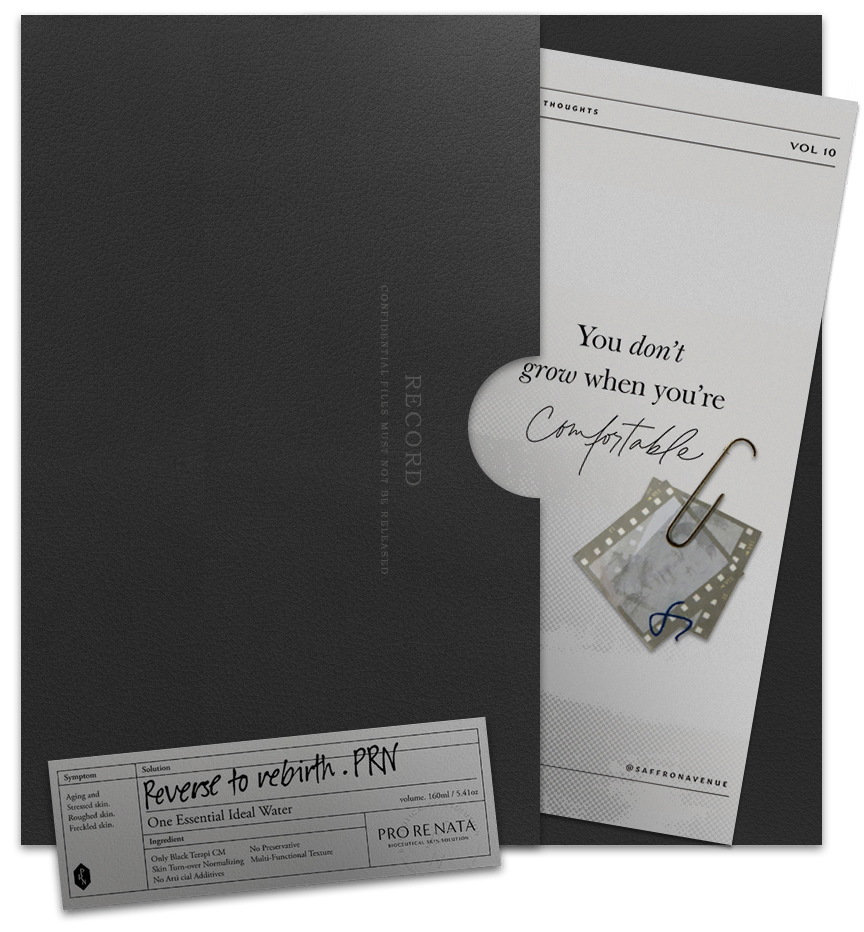 THOUGHTS
VOL 10
You don't
grow when you're
Comfortable
@SAFFRONAVENUE
RECORD
CONFIDENTIAL FILES MUST NOT BE RELEASED
Symptom
Aging and
Stressed skin.
Roughed skin.
Freckled skin.
PRN
Solution
Reverse to rebirth . PRN
One Essential Ideal Water
volume. 160ml / 5.41oz
Ingredient
Only Black Terapi CM
Skin Turn-over Normalizing
No Arti cial Additives
No Preservative
Multi-Functional Texture
PRO RE NATA
BIOCEUTICAL SKIN SOLUTION